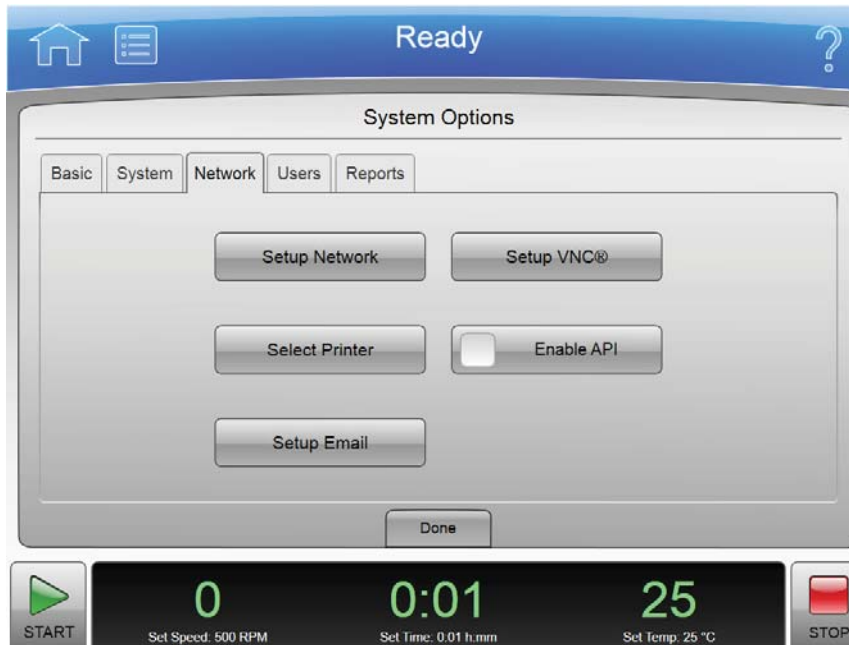 Ready
System Options
Basic System Network Users Reports
Setup Network Setup VNC®
Select Printer Enable API
Setup Email
Done
START 0 0:01 25 STOP
Set Speed: 500 RPM Set Time: 0.01 h:mm Set Temp: 25 °C